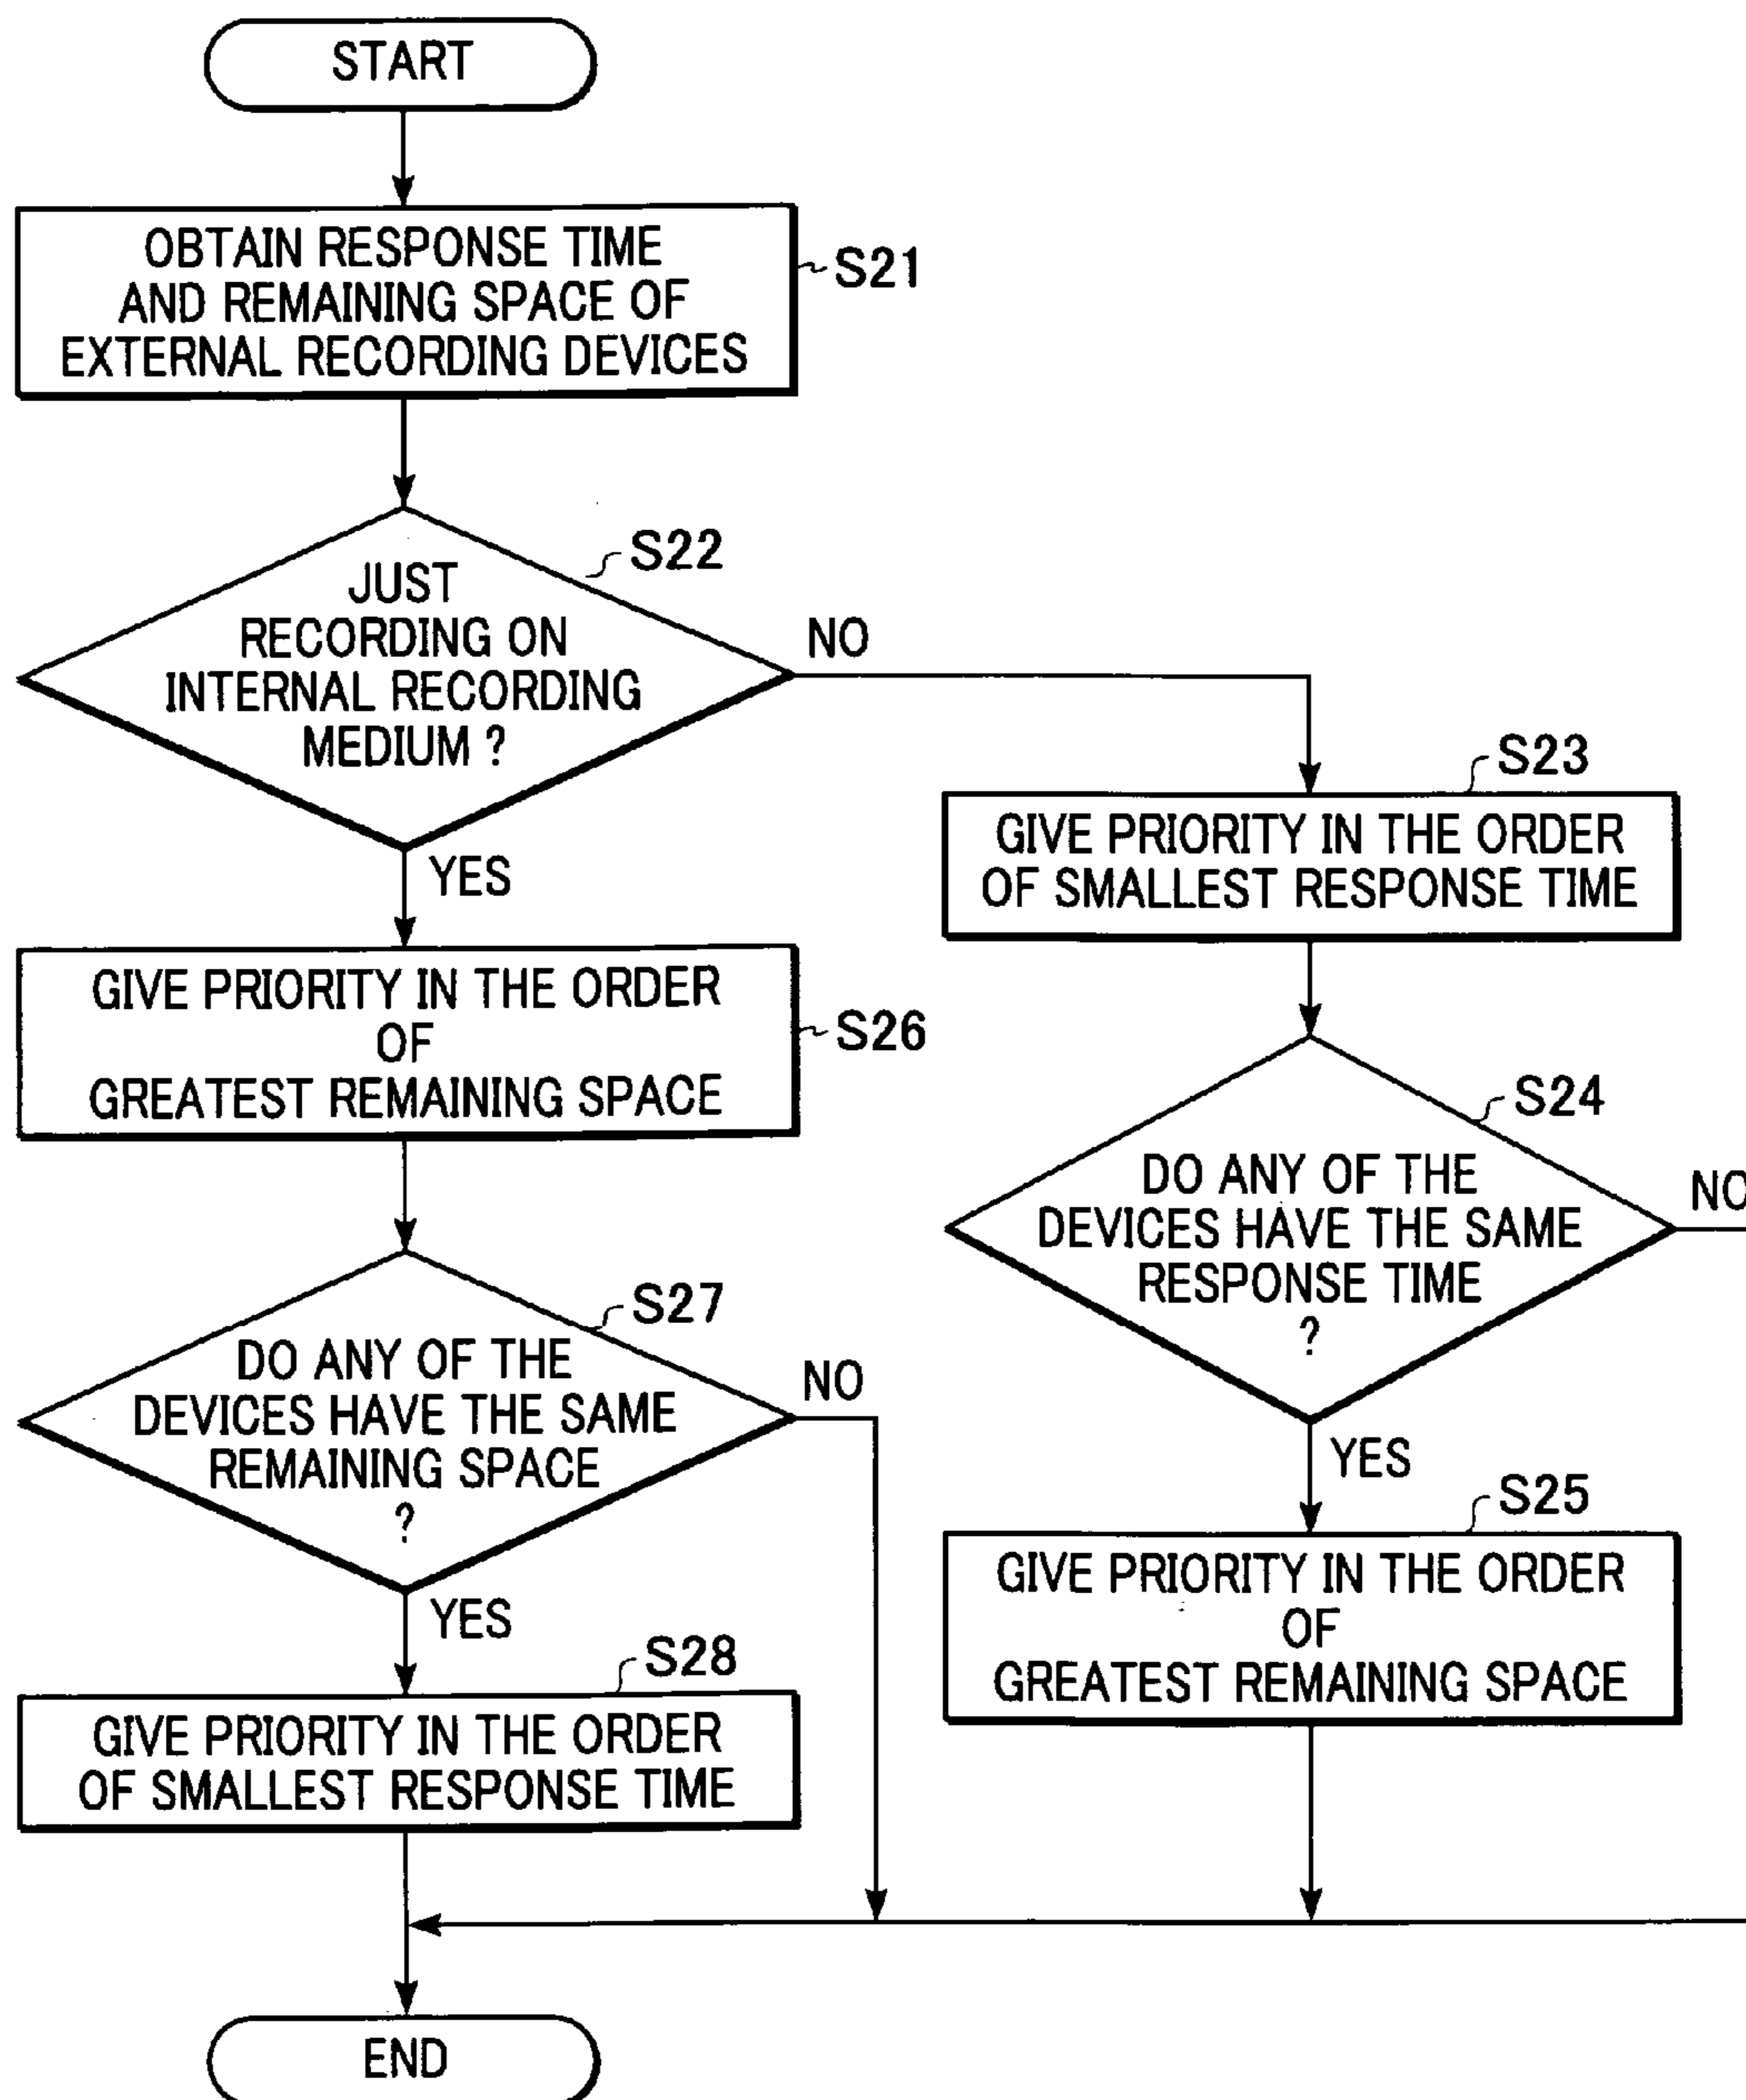 START
OBTAIN RESPONSE TIME
AND REMAINING SPACE OF
EXTERNAL RECORDING DEVICES
S21
S22
JUST
RECORDING ON
INTERNAL RECORDING
MEDIUM ?
NO
YES
S23
GIVE PRIORITY IN THE ORDER
OF SMALLEST RESPONSE TIME
GIVE PRIORITY IN THE ORDER
OF
GREATEST REMAINING SPACE
S26
S24
DO ANY OF THE
DEVICES HAVE THE SAME
RESPONSE TIME
?
NO
YES
S27
DO ANY OF THE
DEVICES HAVE THE SAME
REMAINING SPACE
?
NO
YES
S25
GIVE PRIORITY IN THE ORDER
OF
GREATEST REMAINING SPACE
S28
GIVE PRIORITY IN THE ORDER
OF SMALLEST RESPONSE TIME
END